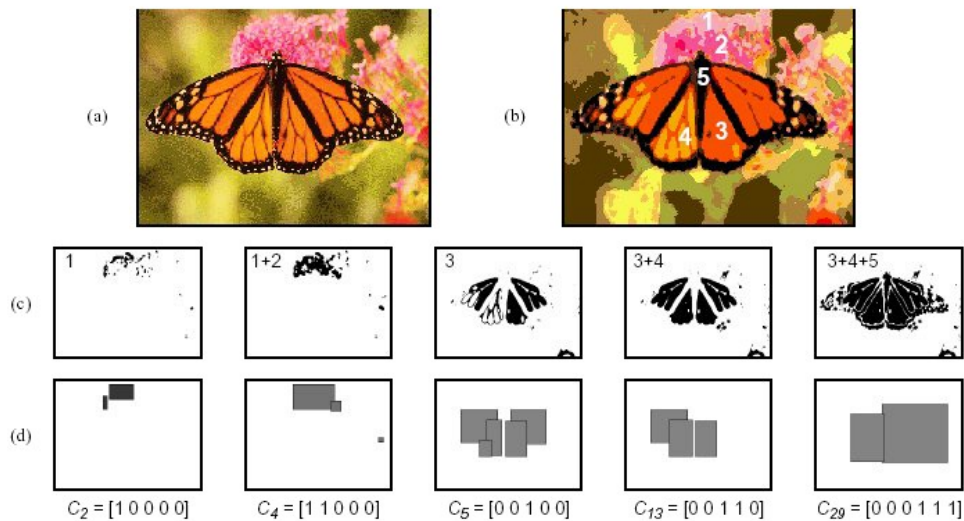 (a)
(b)
1
2
5
4
3
(c)
1
1+2
3
3+4
3+4+5
(d)
C2 = [1 0 0 0 0]
C4 = [1 1 0 0 0]
C5 = [0 0 1 0 0]
C13 = [0 0 1 1 0]
C29 = [0 0 0 1 1 1]